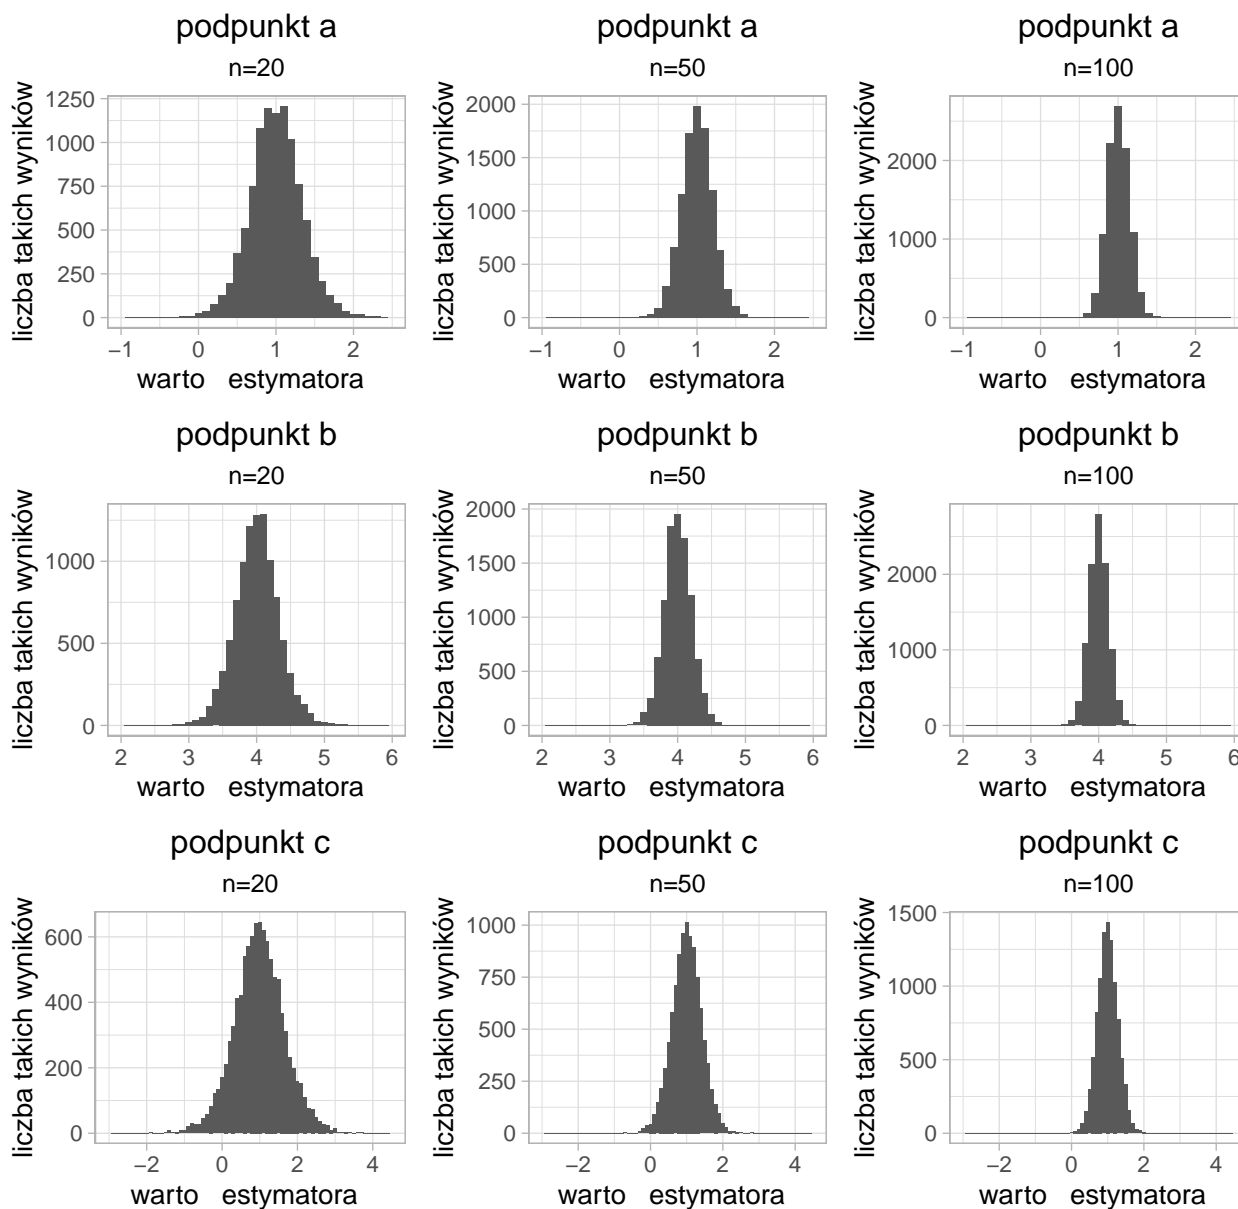 podpunkt a podpunkt a podpunkt a
n=20 n=50 n=100
liczba takich wyników
1250
1000
750
500
250
0
−1 0 1 2
warto estymatora
liczba takich wyników
2000
1500
1000
500
0
−1 0 1 2
warto estymatora
liczba takich wyników
2000
1000
0
−1 0 1 2
warto estymatora
podpunkt b podpunkt b podpunkt b
n=20 n=50 n=100
liczba takich wyników
1000
500
0
2 3 4 5 6
warto estymatora
liczba takich wyników
2000
1500
1000
500
0
2 3 4 5 6
warto estymatora
liczba takich wyników
2000
1000
0
2 3 4 5 6
warto estymatora
podpunkt c podpunkt c podpunkt c
n=20 n=50 n=100
liczba takich wyników
600
400
200
0
−2 0 2 4
warto estymatora
liczba takich wyników
1000
750
500
250
0
−2 0 2 4
warto estymatora
liczba takich wyników
1500
1000
500
0
−2 0 2 4
warto estymatora